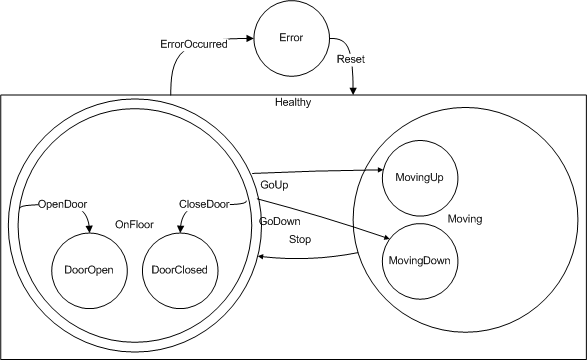 Error
ErrorOccurred
Reset
Healthy
MovingUp
GoUp
OpenDoor
CloseDoor
OnFloor
GoDown
Moving
Stop
DoorOpen
DoorClosed
MovingDown